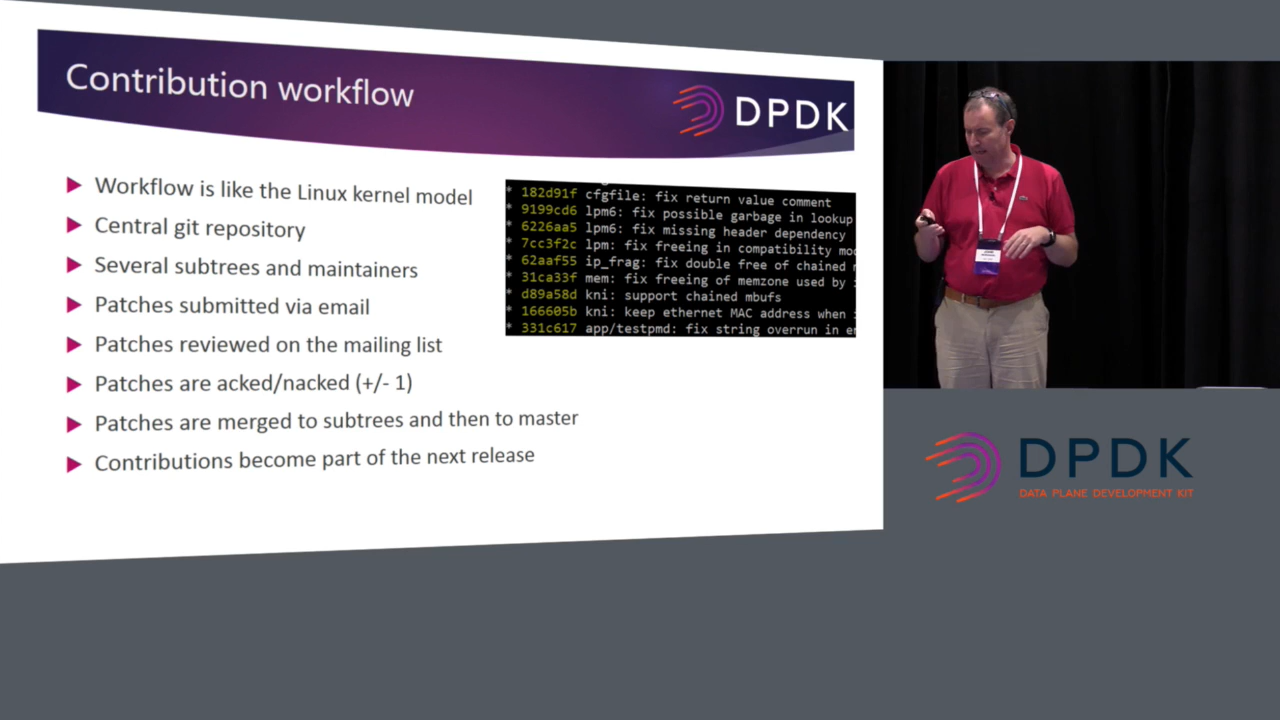 Contribution workflow
DPDK
Workflow is like the Linux kernel model
Central git repository
Several subtrees and maintainers
Patches submitted via email
Patches reviewed on the mailing list
Patches are acked/nacked (+/- 1)
Patches are merged to subtrees and then to master
Contributions become part of the next release
* 182d91f cfgfile: fix return value comment
* 9199cd6 lpm6: fix possible garbage in lookup
* 6226aa5 lpm6: fix missing header dependency
* 7cc3f2c lpm: fix freeing in compatibility mo
* 62aaf55 ip_frag: fix double free of chained
* 31ca33f mem: fix freeing of memzone used by
* d89a58d kni: support chained mbufs
* 166605b kni: keep ethernet MAC address when
* 331c617 app/testpmd: fix string overrun in e
DPDK
DATA PLANE DEVELOPMENT KIT